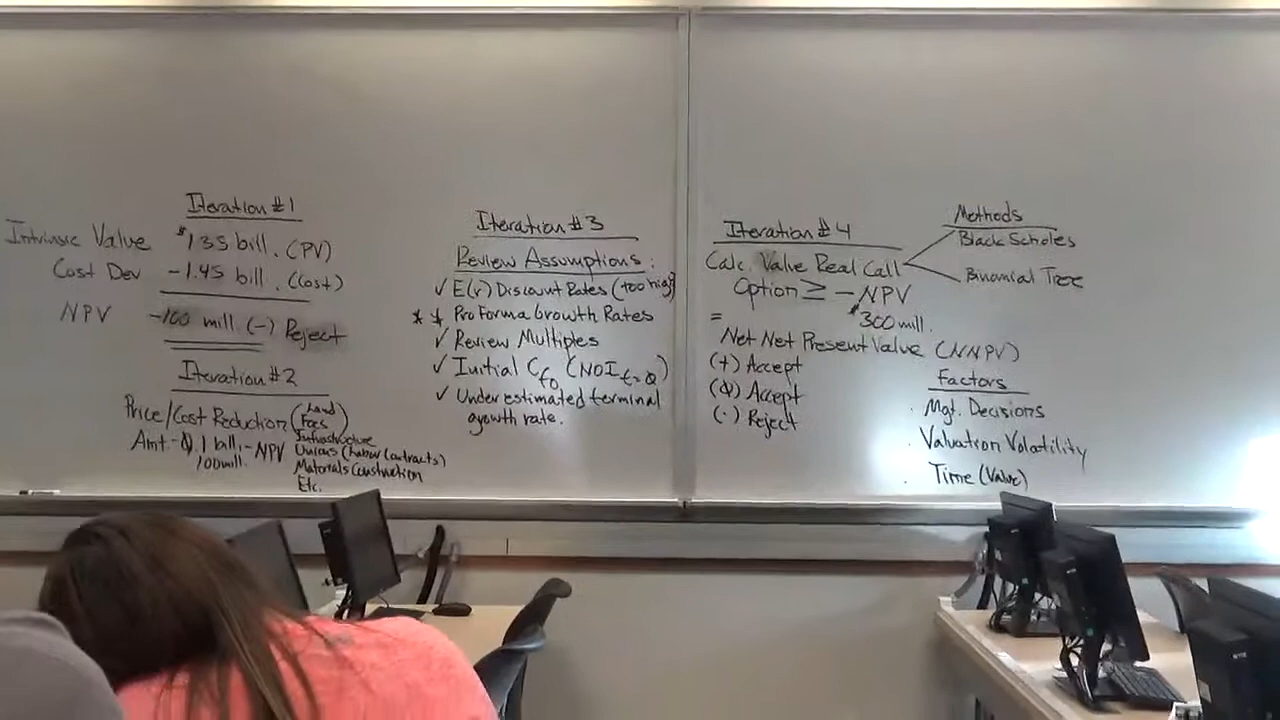 Iteration #1
Intrinsic Value $1.35 bill. (PV)
Cost Dev -1.45 bill. (Cost)
NPV -100 mill. (-) Reject
Iteration #2
Price/Cost Reduction (Land
Fees)
Infrastructure
Amt. - 0.1 bill. - NPV Unions (Labor Contracts)
100 mill. Materials Construction
Etc.
Iteration #3
Review Assumptions:
✓ E(r) Discount Rates (too high)
* * Pro Forma Growth Rates
✓ Review Multiples
✓ Initial Cf0 (NOI t=0)
✓ Underestimated terminal
growth rate.
Iteration #4
Calc. Value Real Call
Option ≥ - NPV
$300 mill.
=
Net Net Present Value (NNPV)
(+) Accept
(0) Accept
(-) Reject
Methods
Black Scholes
Binomial Tree
Factors
· Mgt. Decisions
· Valuation Volatility
· Time (Value)